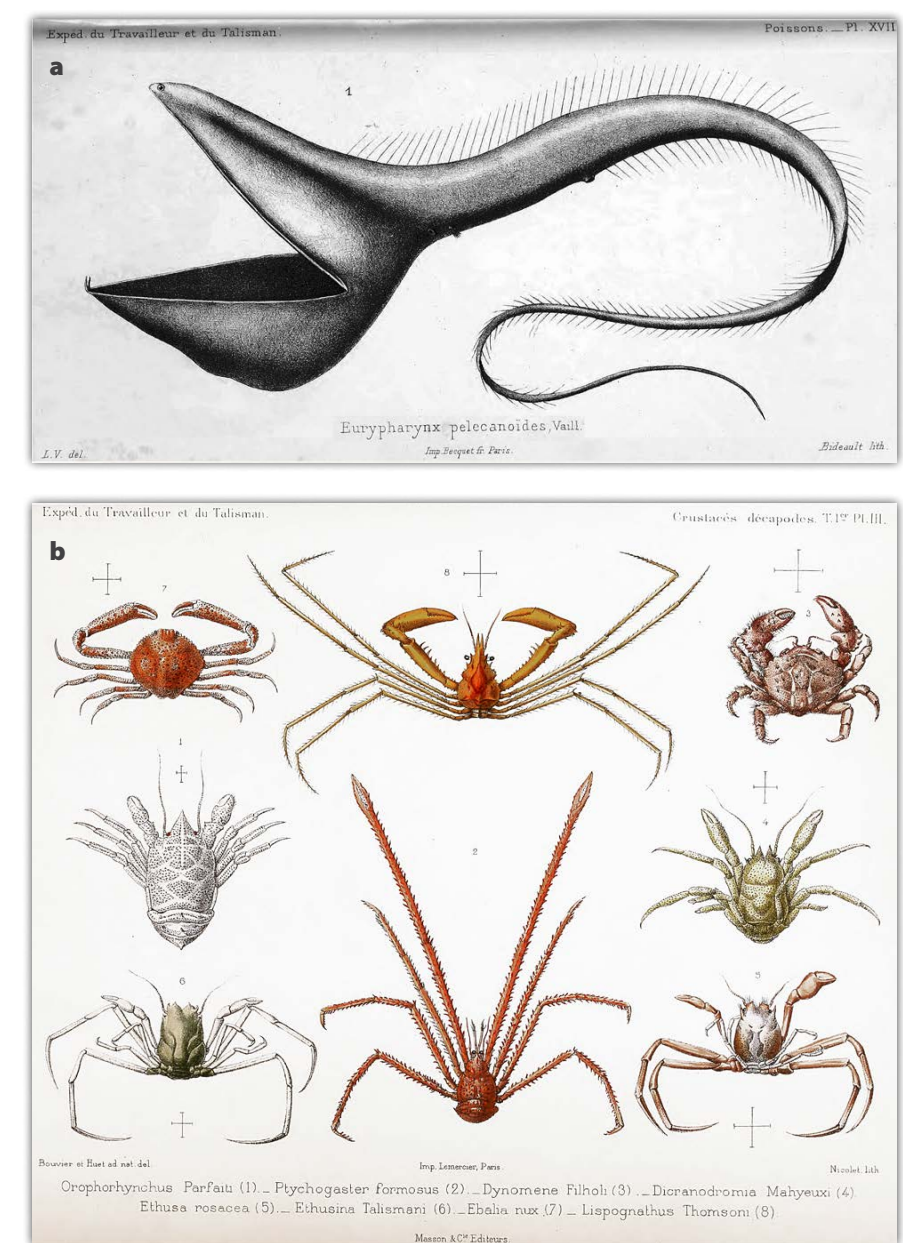 Expéd. du Travailleur et du Talisman.
Poissons. _ Pl. XVII
a
1
Eurypharynx pelecanoïdes, Vaill.
L.V. del.
Imp. Becquet fr. Paris.
Bideault lith.
Expéd. du Travailleur et du Talisman.
Crustacés décapodes. T. 1er Pl. III.
b
7
8
3
1
2
4
6
5
Bouvier et Huet ad nat. del.
Imp. Lemercier, Paris.
Nicolet. lith.
Orophorhynchus Parfaiti (1). _ Ptychogaster formosus (2). _ Dynomene Filholi (3). _ Dicranodromia Mahyeuxi (4).
Ethusa rosacea (5). _ Ethusina Talismani (6). _ Ebalia nux (7) _ Lispognathus Thomsoni (8)
Masson & Cie Editeurs.